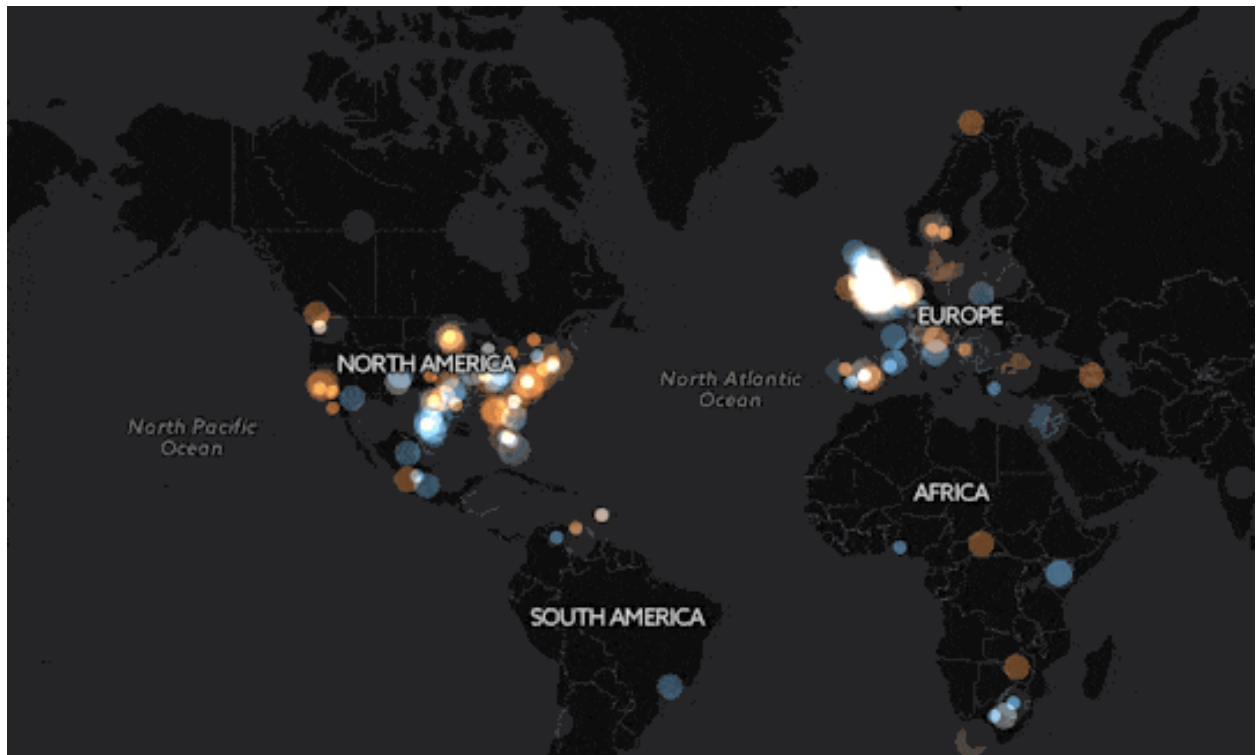 EUROPE
NORTH AMERICA
North Atlantic
Ocean
North Pacific
Ocean
AFRICA
SOUTH AMERICA